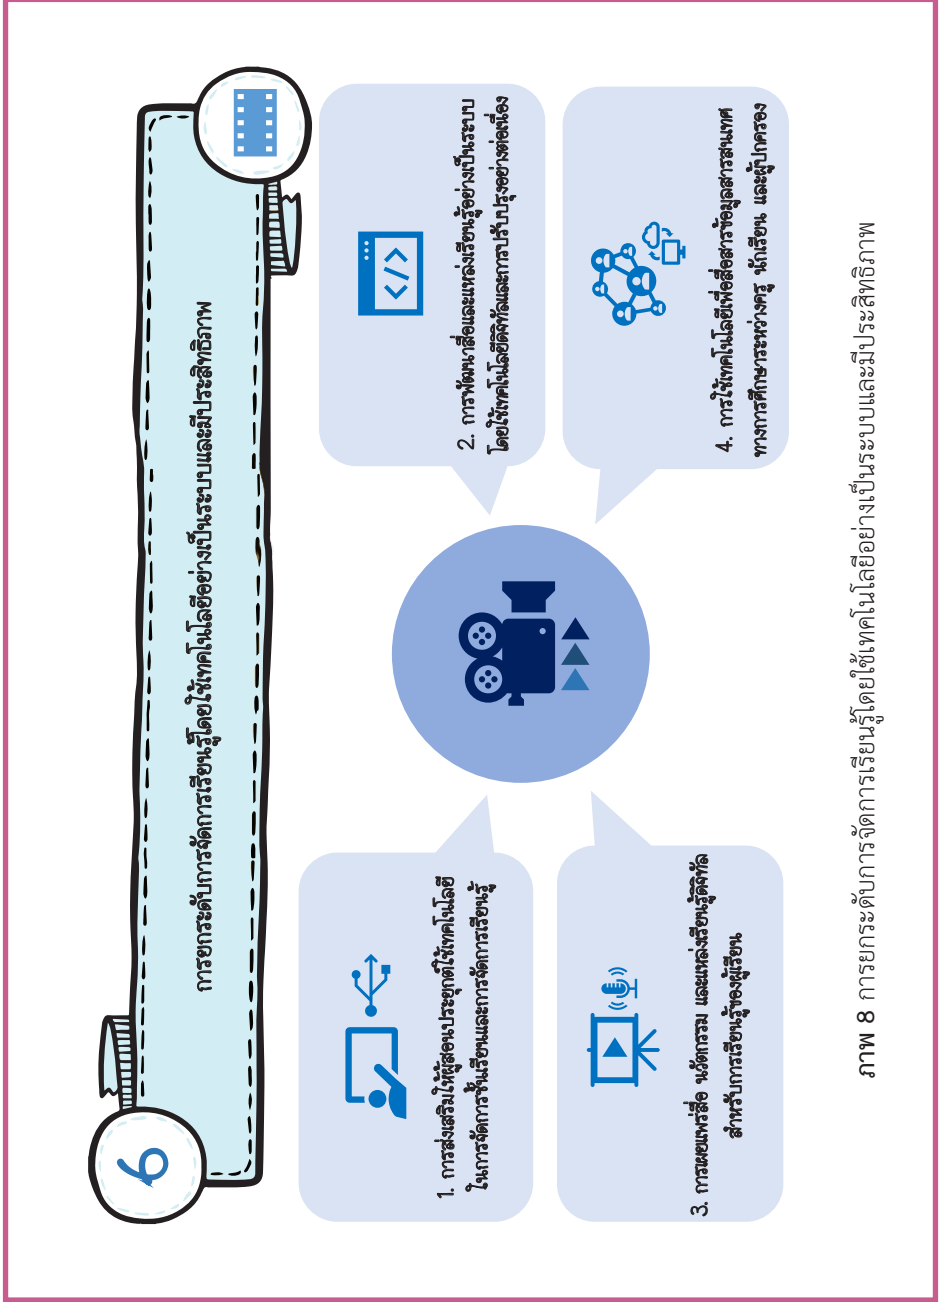 6
การยกระดับการจัดการเรียนรู้โดยใช้เทคโนโลยีอย่างเป็นระบบและมีประสิทธิภาพ
1. การส่งเสริมให้ผู้สอนประยุกต์ใช้เทคโนโลยี
ในการจัดการชั้นเรียนและการจัดการเรียนรู้
2. การพัฒนาสื่อและแหล่งเรียนรู้อย่างเป็นระบบ
โดยใช้เทคโนโลยีดิจิทัลและการปรับปรุงอย่างต่อเนื่อง
3. การเผยแพร่สื่อ นวัตกรรม และแหล่งเรียนรู้ดิจิทัล
สำหรับการเรียนรู้ของผู้เรียน
4. การใช้เทคโนโลยีเพื่อสื่อสารข้อมูลสารสนเทศ
ทางการศึกษาระหว่างครู นักเรียน และผู้ปกครอง
ภาพ 8 การยกระดับการจัดการเรียนรู้โดยใช้เทคโนโลยีอย่างเป็นระบบและมีประสิทธิภาพ